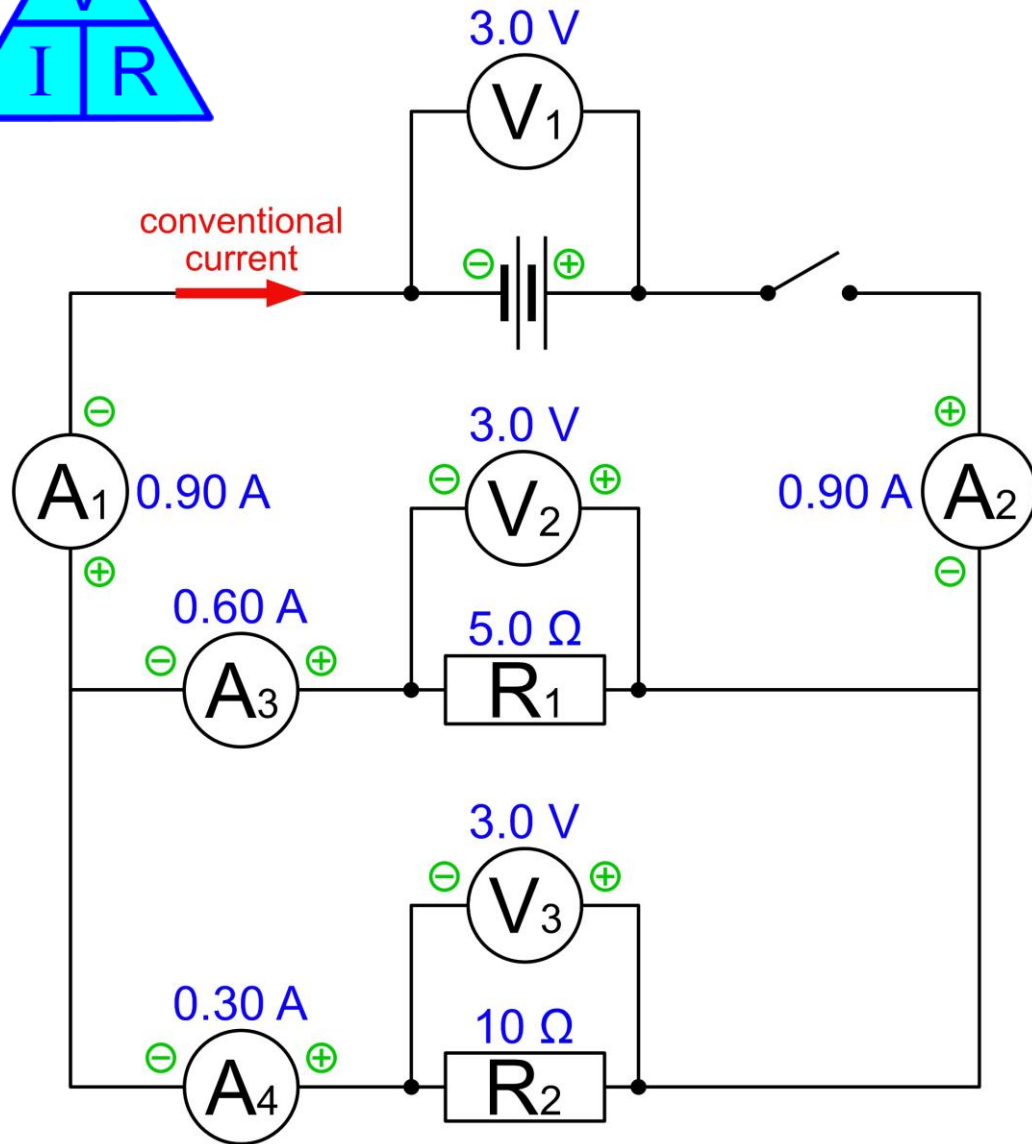 V
I R
3.0 V
V1
conventional
current
⊖ ⊕
⊖ ⊕
3.0 V
A1 0.90 A
⊖ V2 ⊕
0.90 A A2
⊕ ⊖
0.60 A
5.0 Ω
⊖ A3 ⊕
R1
3.0 V
⊖ V3 ⊕
0.30 A
10 Ω
⊖ A4 ⊕
R2